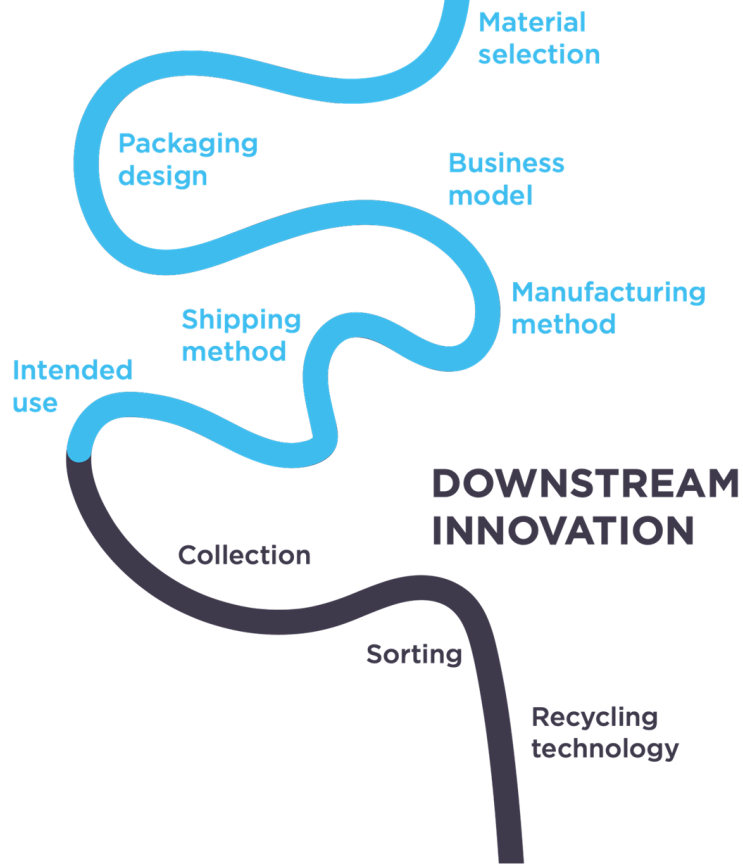 Material
selection
Packaging
design
Business
model
Manufacturing
method
Shipping
method
Intended
use
DOWNSTREAM
INNOVATION
Collection
Sorting
Recycling
technology